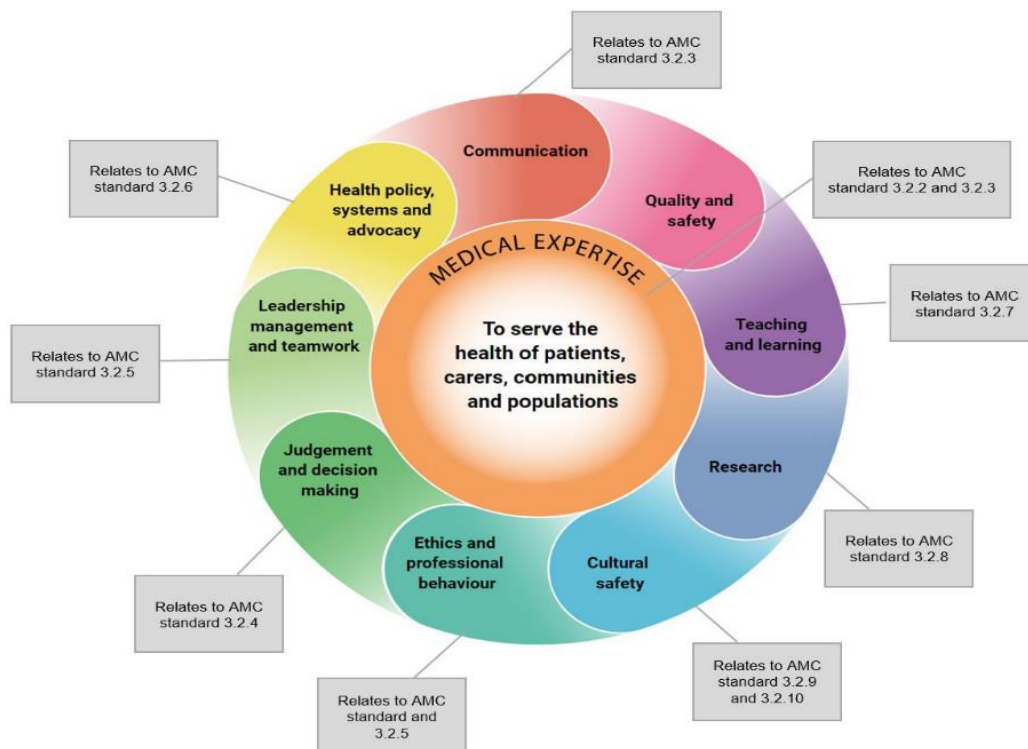 Relates to AMC
standard 3.2.3
Relates to AMC
standard 3.2.6
Communication
Relates to AMC
standard 3.2.2 and 3.2.3
Health policy,
systems and
advocacy
Quality and
safety
MEDICAL EXPERTISE
Leadership
management
and teamwork
To serve the
health of patients,
carers, communities
and populations
Teaching
and learning
Relates to AMC
standard 3.2.7
Relates to AMC
standard 3.2.5
Judgement
and decision
making
Research
Ethics and
professional
behaviour
Cultural
safety
Relates to AMC
standard 3.2.8
Relates to AMC
standard 3.2.4
Relates to AMC
standard and
3.2.5
Relates to AMC
standard 3.2.9
and 3.2.10